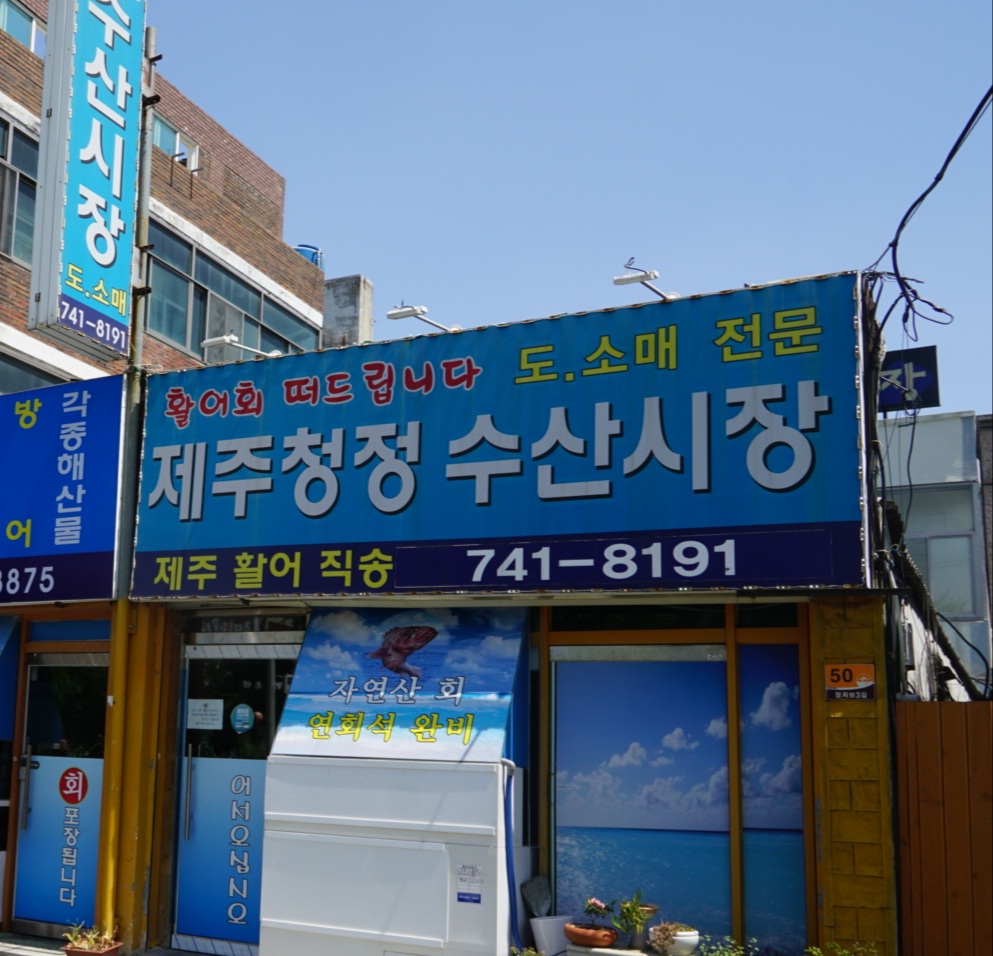 수산시장
도.소매
741-8191
방
어
각종해산물
3875
활어회 떠드립니다 도.소매 전문
제주청정 수산시장
제주 활어 직송 741-8191
장
자연산 회
연회석 완비
50
회
포장됩니다
어서오십시오